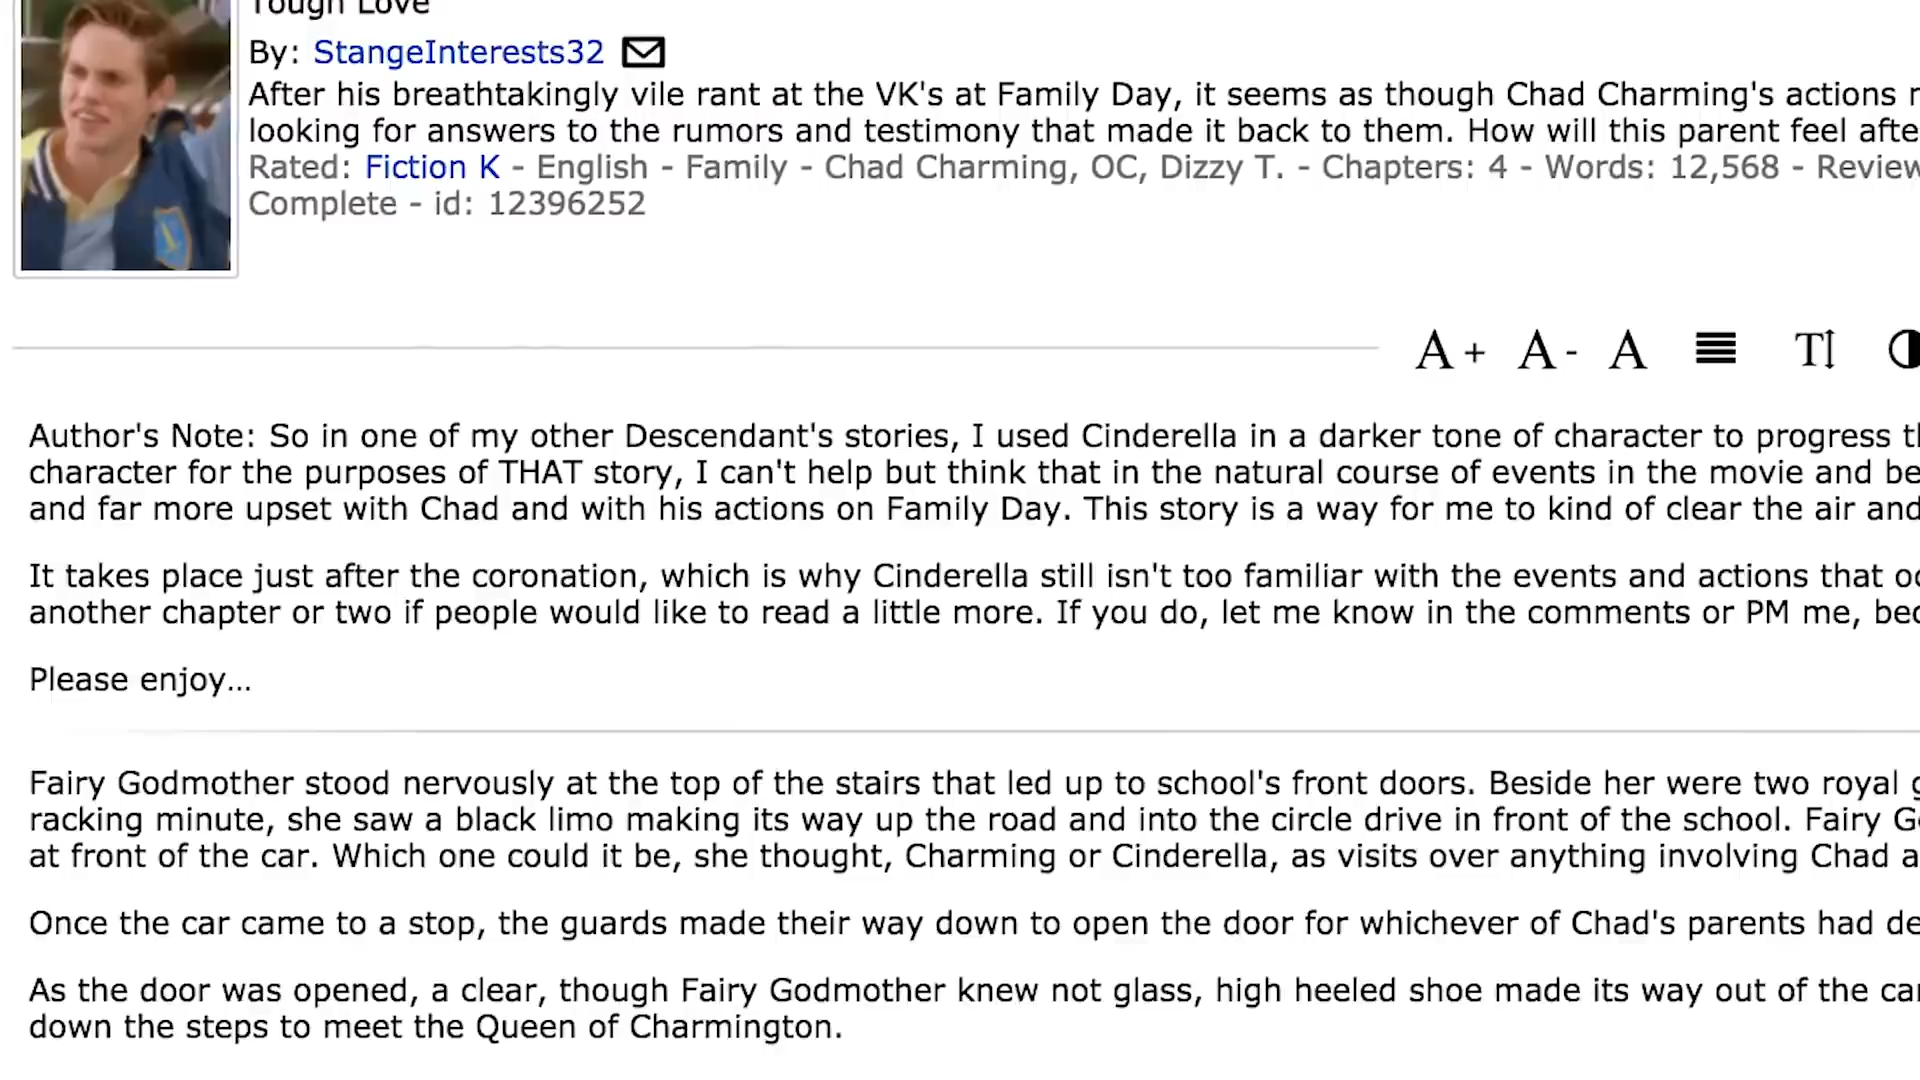 Tough Love
By: StangeInterests32
After his breathtakingly vile rant at the VK's at Family Day, it seems as though Chad Charming's actions
looking for answers to the rumors and testimony that made it back to them. How will this parent feel
Rated: Fiction K - English - Family - Chad Charming, OC, Dizzy T. - Chapters: 4 - Words: 12,568 -
Complete - id: 12396252
A + A - A
Author's Note: So in one of my other Descendant's stories, I used Cinderella in a darker tone of character to progress
character for the purposes of THAT story, I can't help but think that in the natural course of events in the movie and
and far more upset with Chad and with his actions on Family Day. This story is a way for me to kind of clear the air and
It takes place just after the coronation, which is why Cinderella still isn't too familiar with the events and actions that
another chapter or two if people would like to read a little more. If you do, let me know in the comments or PM me,
Please enjoy...
Fairy Godmother stood nervously at the top of the stairs that led up to school's front doors. Beside her were two royal
racking minute, she saw a black limo making its way up the road and into the circle drive in front of the school. Fairy
at front of the car. Which one could it be, she thought, Charming or Cinderella, as visits over anything involving Chad
Once the car came to a stop, the guards made their way down to open the door for whichever of Chad's parents had
As the door was opened, a clear, though Fairy Godmother knew not glass, high heeled shoe made its way out of the
down the steps to meet the Queen of Charmington.